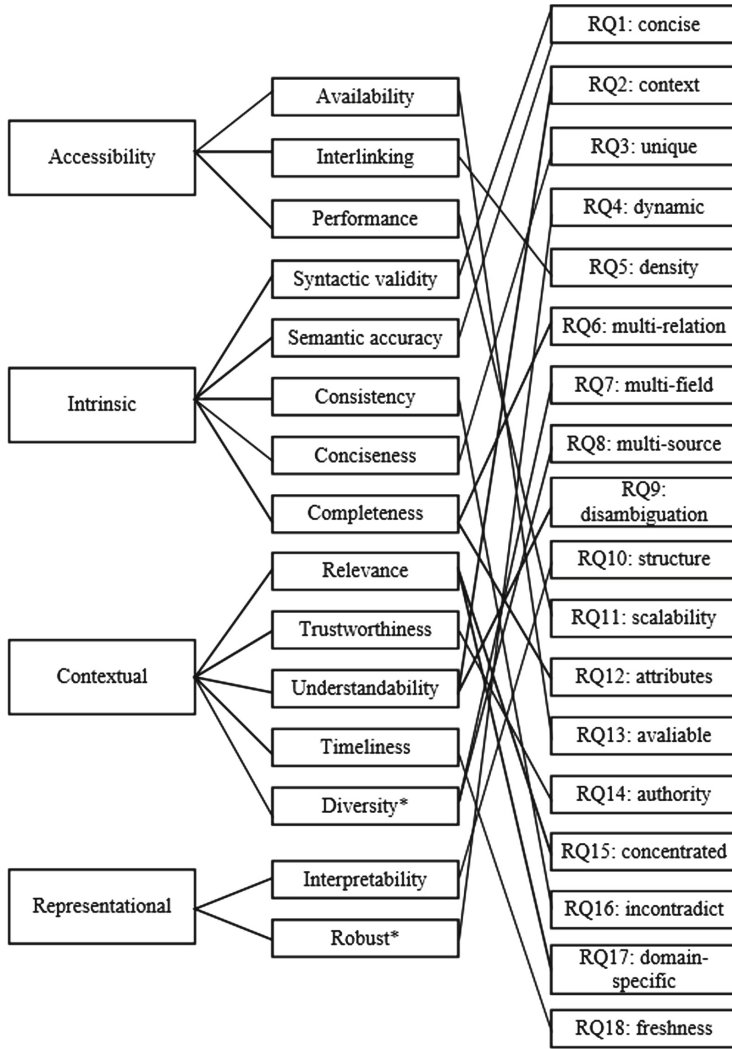 Accessibility
Intrinsic
Contextual
Representational
Availability
Interlinking
Performance
Syntactic validity
Semantic accuracy
Consistency
Conciseness
Completeness
Relevance
Trustworthiness
Understandability
Timeliness
Diversity*
Interpretability
Robust*
RQ1: concise
RQ2: context
RQ3: unique
RQ4: dynamic
RQ5: density
RQ6: multi-relation
RQ7: multi-field
RQ8: multi-source
RQ9:
disambiguation
RQ10: structure
RQ11: scalability
RQ12: attributes
RQ13: avaliable
RQ14: authority
RQ15: concentrated
RQ16: incontradict
RQ17: domain-
specific
RQ18: freshness